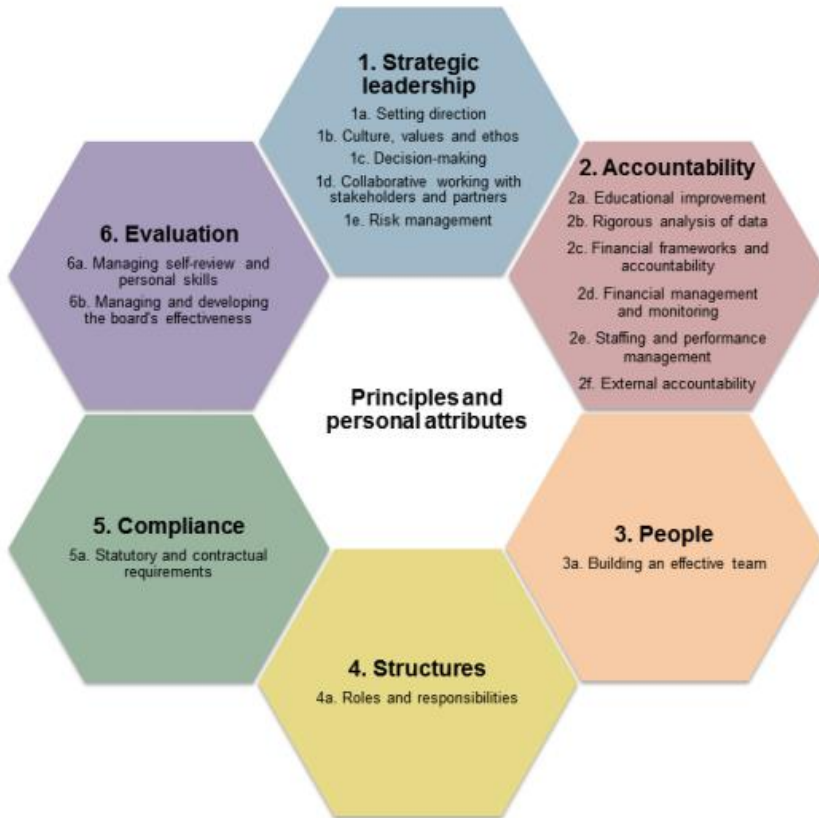 1. Strategic
leadership
1a. Setting direction
1b. Culture, values and ethos
1c. Decision-making
1d. Collaborative working with
stakeholders and partners
1e. Risk management
2. Accountability
2a. Educational improvement
2b. Rigorous analysis of data
2c. Financial frameworks and
accountability
2d. Financial management
and monitoring
2e. Staffing and performance
management
2f. External accountability
3. People
3a. Building an effective team
4. Structures
4a. Roles and responsibilities
5. Compliance
5a. Statutory and contractual
requirements
6. Evaluation
6a. Managing self-review and
personal skills
6b. Managing and developing
the board's effectiveness
Principles and
personal attributes